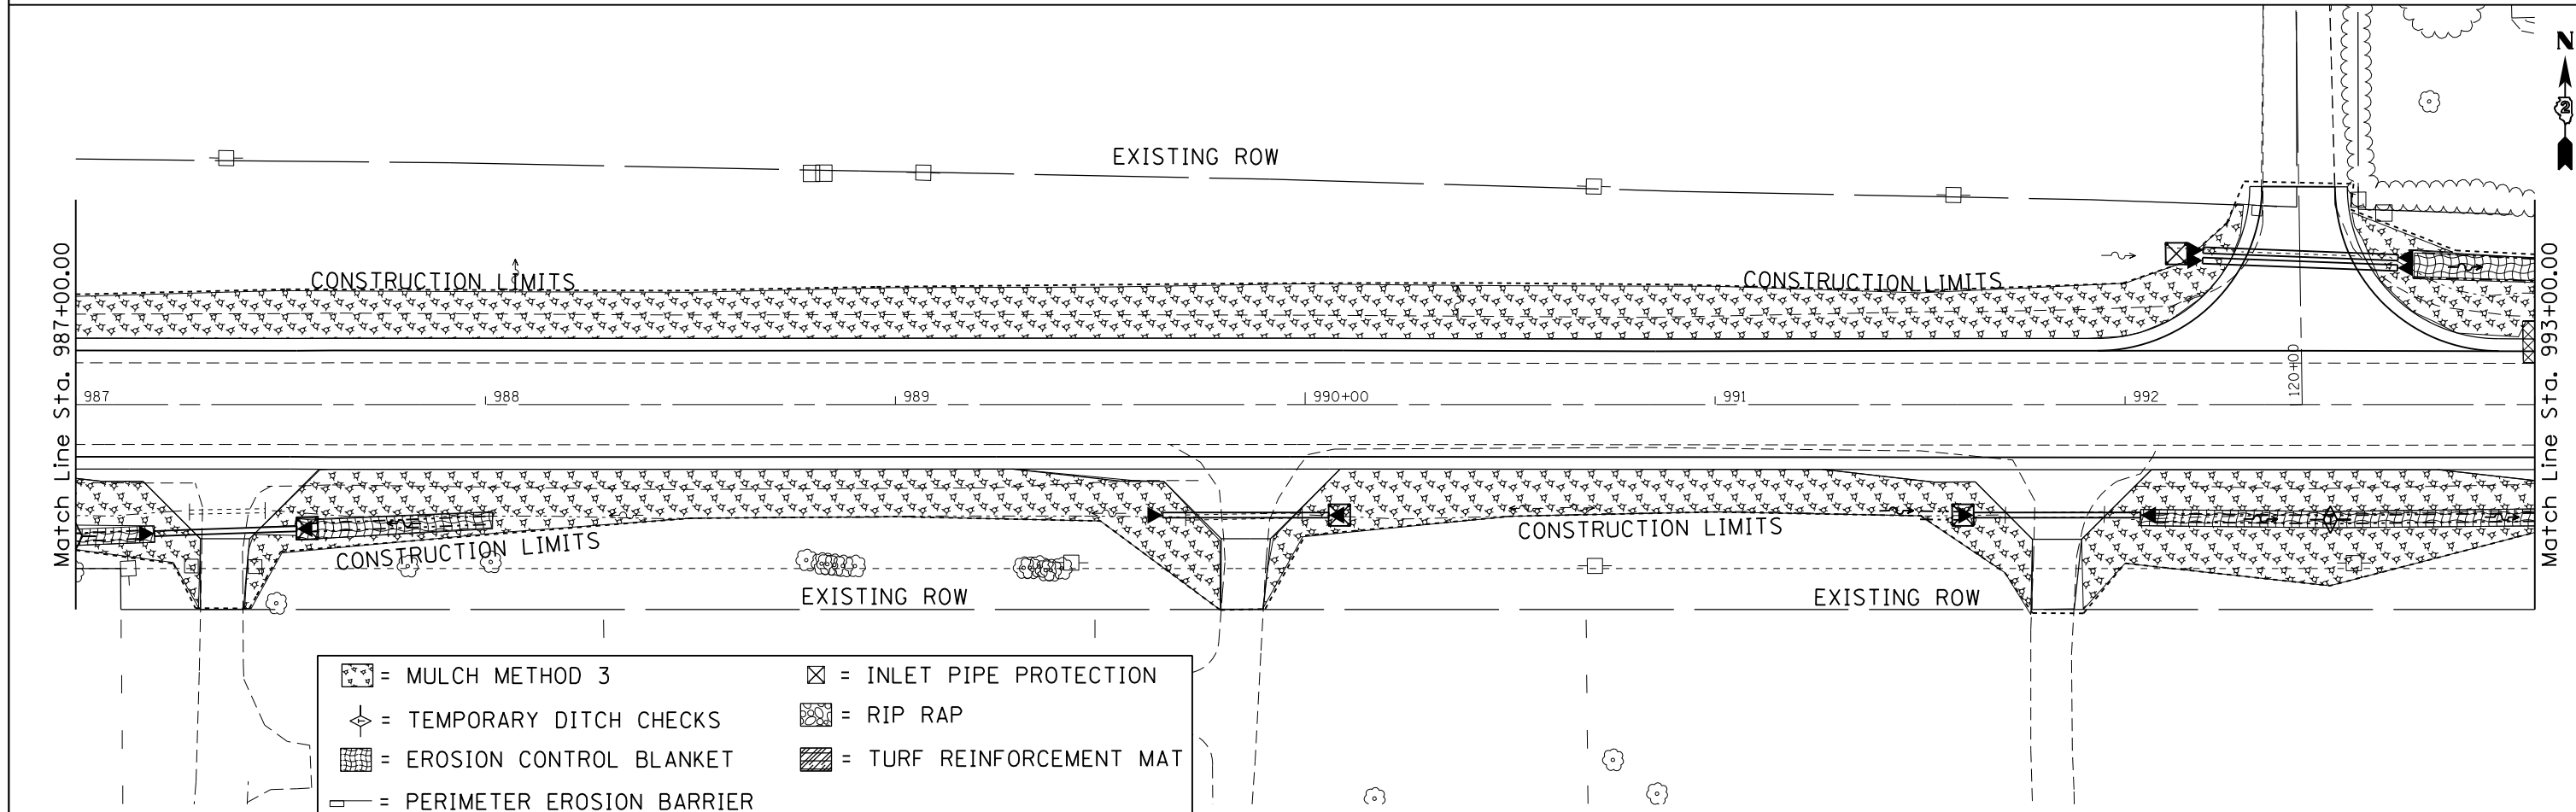 N
2
EXISTING ROW
CONSTRUCTION LIMITS
CONSTRUCTION LIMITS
Match Line Sta. 987+00.00
Match Line Sta. 993+00.00
120+00
987
988
989
990+00
991
992
CONSTRUCTION LIMITS
CONSTRUCTION LIMITS
EXISTING ROW
EXISTING ROW
= MULCH METHOD 3
= INLET PIPE PROTECTION
= TEMPORARY DITCH CHECKS
= RIP RAP
= EROSION CONTROL BLANKET
= TURF REINFORCEMENT MAT
= PERIMETER EROSION BARRIER